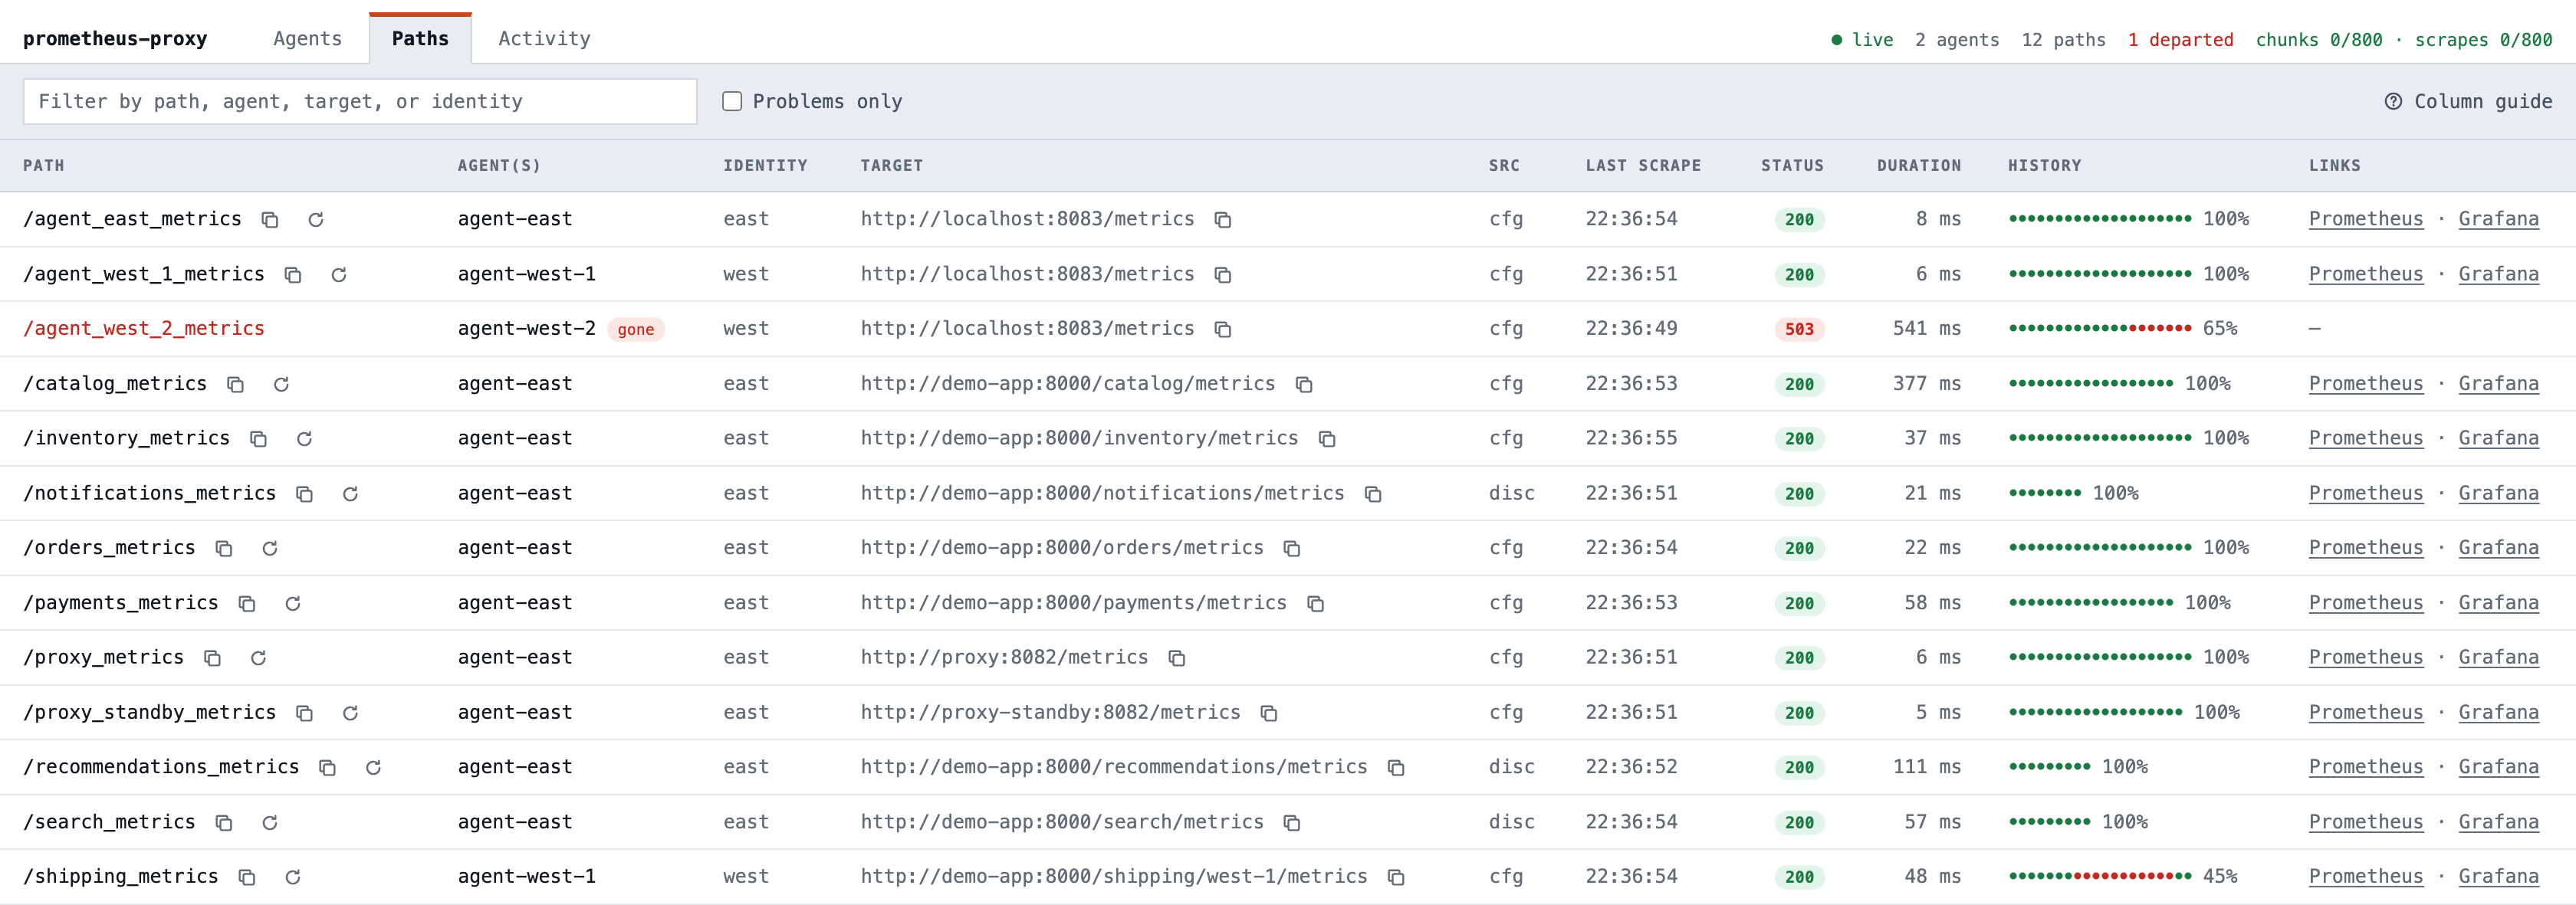 prometheus-proxy Agents Paths Activity live 2 agents 12 paths 1 departed chunks 0/800 · scrapes 0/800
Filter by path, agent, target, or identity Problems only Column guide
PATH AGENT(S) IDENTITY TARGET SRC LAST SCRAPE STATUS DURATION HISTORY LINKS
/agent_east_metrics agent-east east http://localhost:8083/metrics cfg 22:36:54 200 8 ms 100% Prometheus · Grafana
/agent_west_1_metrics agent-west-1 west http://localhost:8083/metrics cfg 22:36:51 200 6 ms 100% Prometheus · Grafana
/agent_west_2_metrics agent-west-2 gone west http://localhost:8083/metrics cfg 22:36:49 503 541 ms 65% —
/catalog_metrics agent-east east http://demo-app:8000/catalog/metrics cfg 22:36:53 200 377 ms 100% Prometheus · Grafana
/inventory_metrics agent-east east http://demo-app:8000/inventory/metrics cfg 22:36:55 200 37 ms 100% Prometheus · Grafana
/notifications_metrics agent-east east http://demo-app:8000/notifications/metrics disc 22:36:51 200 21 ms 100% Prometheus · Grafana
/orders_metrics agent-east east http://demo-app:8000/orders/metrics cfg 22:36:54 200 22 ms 100% Prometheus · Grafana
/payments_metrics agent-east east http://demo-app:8000/payments/metrics cfg 22:36:53 200 58 ms 100% Prometheus · Grafana
/proxy_metrics agent-east east http://proxy:8082/metrics cfg 22:36:51 200 6 ms 100% Prometheus · Grafana
/proxy_standby_metrics agent-east east http://proxy-standby:8082/metrics cfg 22:36:51 200 5 ms 100% Prometheus · Grafana
/recommendations_metrics agent-east east http://demo-app:8000/recommendations/metrics disc 22:36:52 200 111 ms 100% Prometheus · Grafana
/search_metrics agent-east east http://demo-app:8000/search/metrics disc 22:36:54 200 57 ms 100% Prometheus · Grafana
/shipping_metrics agent-west-1 west http://demo-app:8000/shipping/west-1/metrics cfg 22:36:54 200 48 ms 45% Prometheus · Grafana